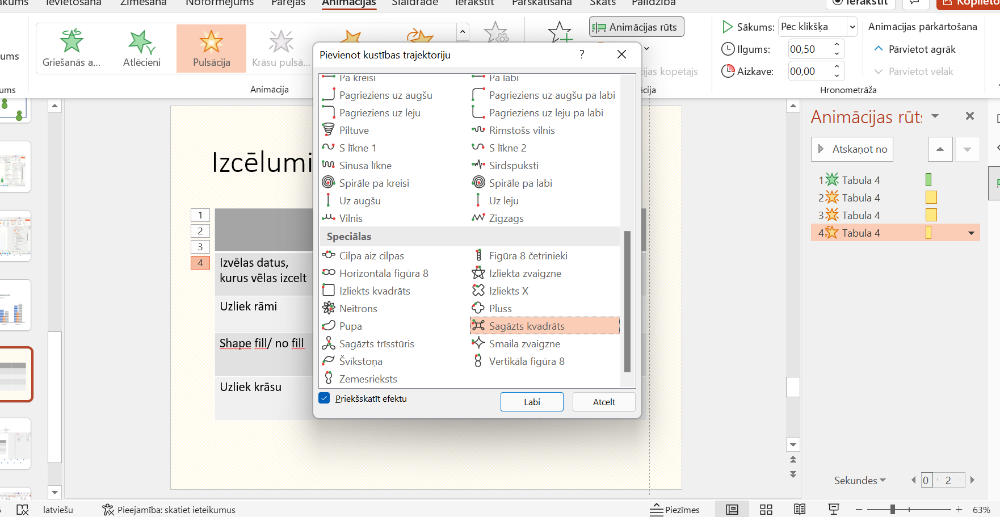 Ievietošana Zīmēšana Noformējums Pārejas Animācijas Slaidrāde Ierakstīt Pārskatīšana Skats Palīdzība Ierakstīt
Griešanās a... Atlēcieni Pulsācija Krāsu pulsā...
Animācija
Animācijas rūts
Sākums: Pēc klikšķa
Ilgums: 00,50
Aizkave: 00,00
Hronometrāža
Animācijas pārkārtošana
Pārvietot agrāk
Pārvietot vēlāk
Pievienot kustības trajektoriju ?
Pa kreisi Pa labi
Pagrieziens uz augšu Pagrieziens uz augšu pa labi
Pagrieziens uz leju Pagrieziens uz leju pa labi
Piltuve Rimstošs vilnis
S līkne 1 S līkne 2
Sinusa līkne Sirdspuksti
Spirāle pa kreisi Spirāle pa labi
Uz augšu Uz leju
Vilnis Zigzags
Speciālas
Cilpa aiz cilpas Figūra 8 četrinieki
Horizontāla figūra 8 Izliekta zvaigzne
Izliekts kvadrāts Izliekts X
Neitrons Pluss
Pupa Sagāzts kvadrāts
Sagāzts trīsstūris Smaila zvaigzne
Švīkstoņa Vertikāla figūra 8
Zemesrieksts
Priekšskatīt efektu
Labi Atcelt
Izcēlumi
1
2
3
4
Izvēlas datus,
kurus vēlas izcelt
Uzliek rāmi
Shape fill/ no fill
Uzliek krāsu
Animācijas rūts
Atskaņot no
1 Tabula 4
2 Tabula 4
3 Tabula 4
4 Tabula 4
Sekundes 0 2
latviešu Pieejamība: skatiet ieteikumus Piezīmes 63%